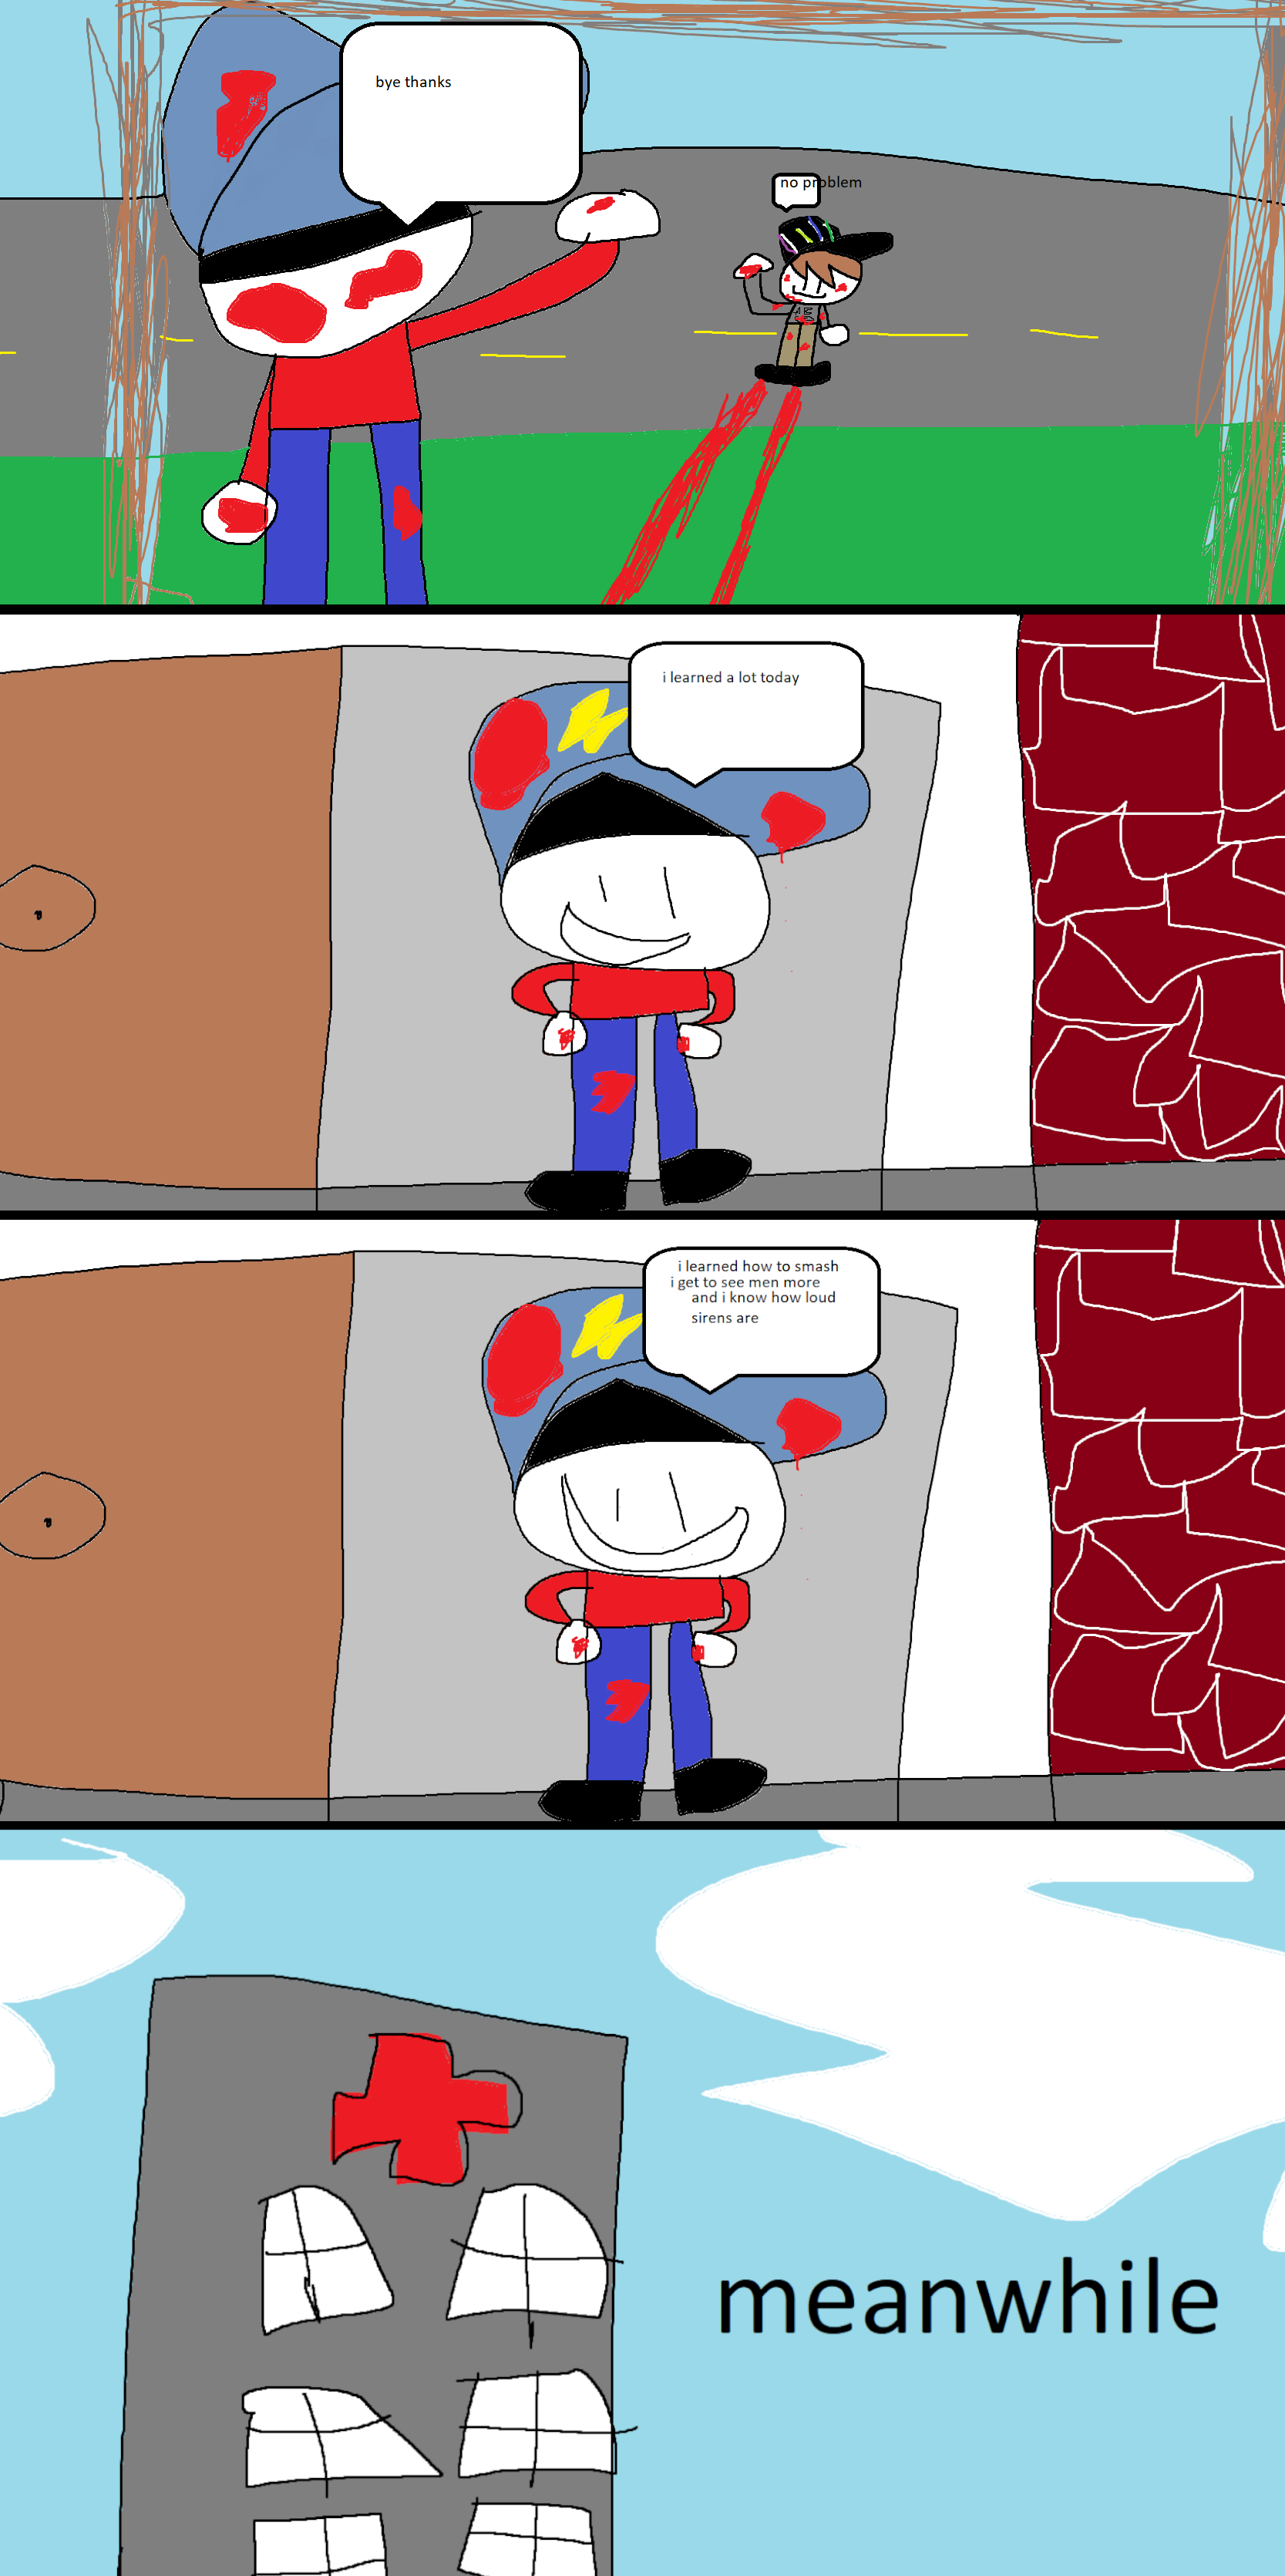 bye thanks
no problem
i learned a lot today
i learned how to smash
i get to see men more
and i know how loud
sirens are
meanwhile